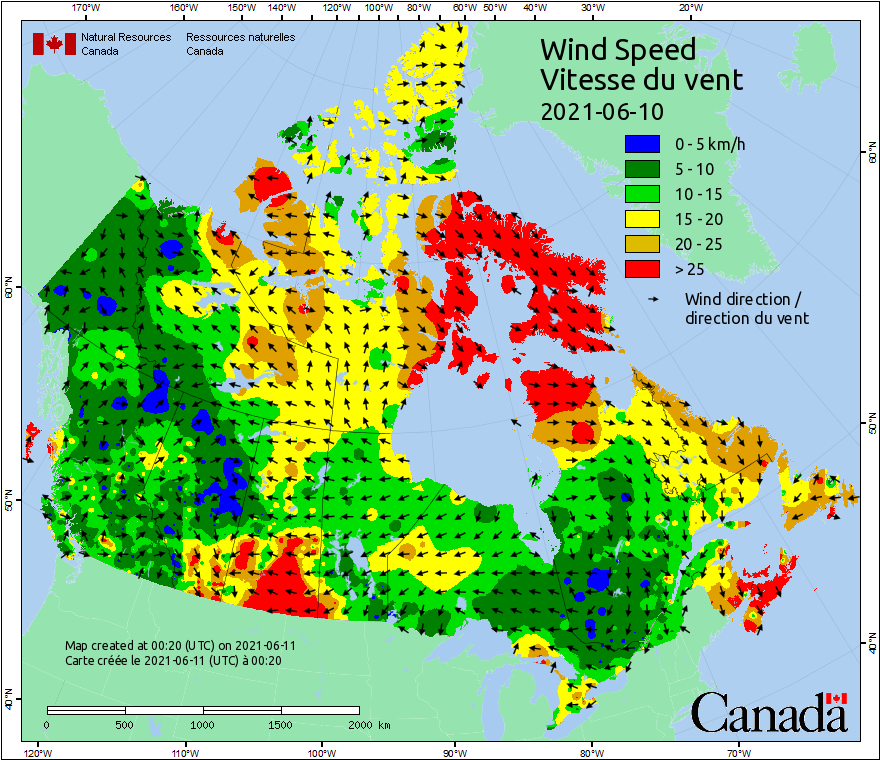 170°W 160°W 150°W 140°W 130°W 120°W 110°W 100°W 90°W 80°W 70°W 60°W 50°W 40°W 30°W 20°W
Natural Resources Canada
Ressources naturelles Canada
Wind Speed
Vitesse du vent
2021-06-10
0 - 5 km/h
5 - 10
10 - 15
15 - 20
20 - 25
> 25
Wind direction /
direction du vent
60°N
50°N
40°N
60°N
50°N
40°N
Map created at 00:20 (UTC) on 2021-06-11
Carte créée le 2021-06-11 (UTC) à 00:20
0 500 1000 1500 2000 km
Canada
120°W 110°W 100°W 90°W 80°W 70°W